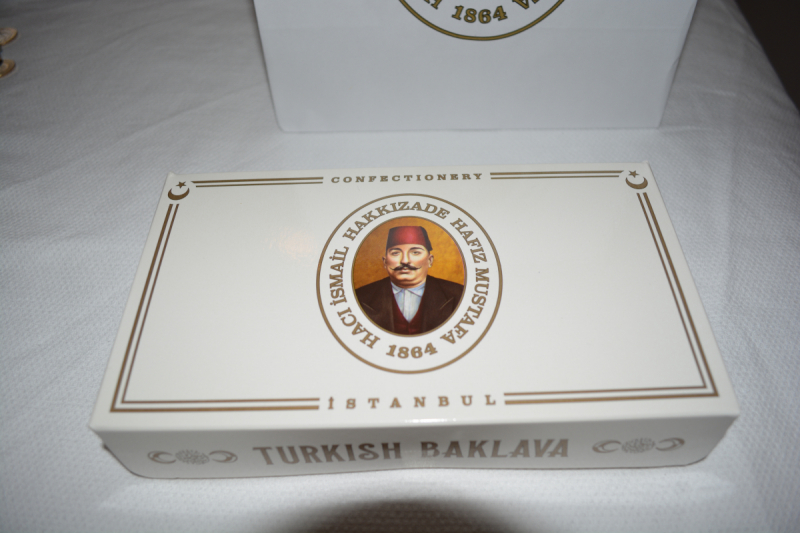 1864
CONFECTIONERY
HACI İSMAİL HAKKIZADE HAFIZ MUSTAFA
1864
İSTANBUL
TURKISH BAKLAVA